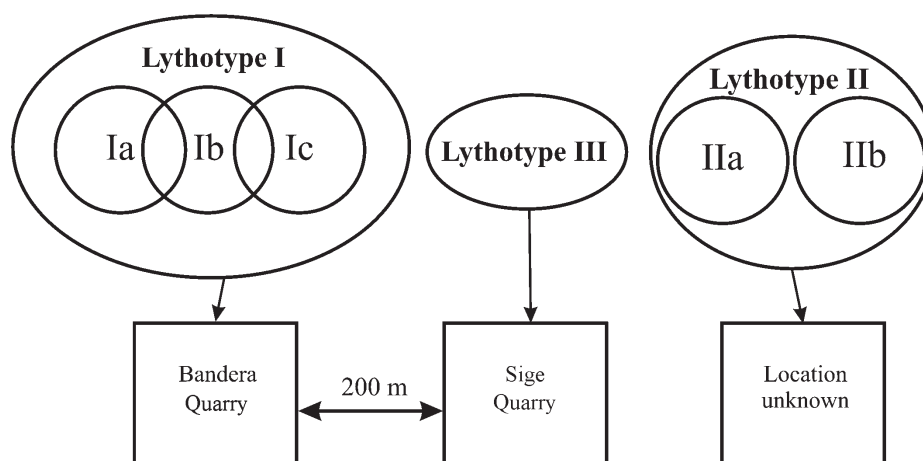 Lythotype I
Ia
Ib
Ic
Lythotype III
Lythotype II
IIa
IIb
Bandera
Quarry
200 m
Sige
Quarry
Location
unknown